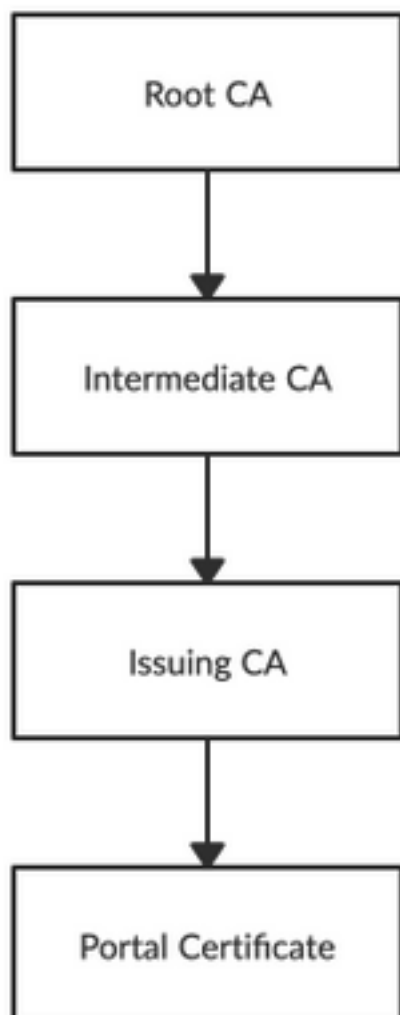 Root CA
Intermediate CA
Issuing CA
Portal Certificate